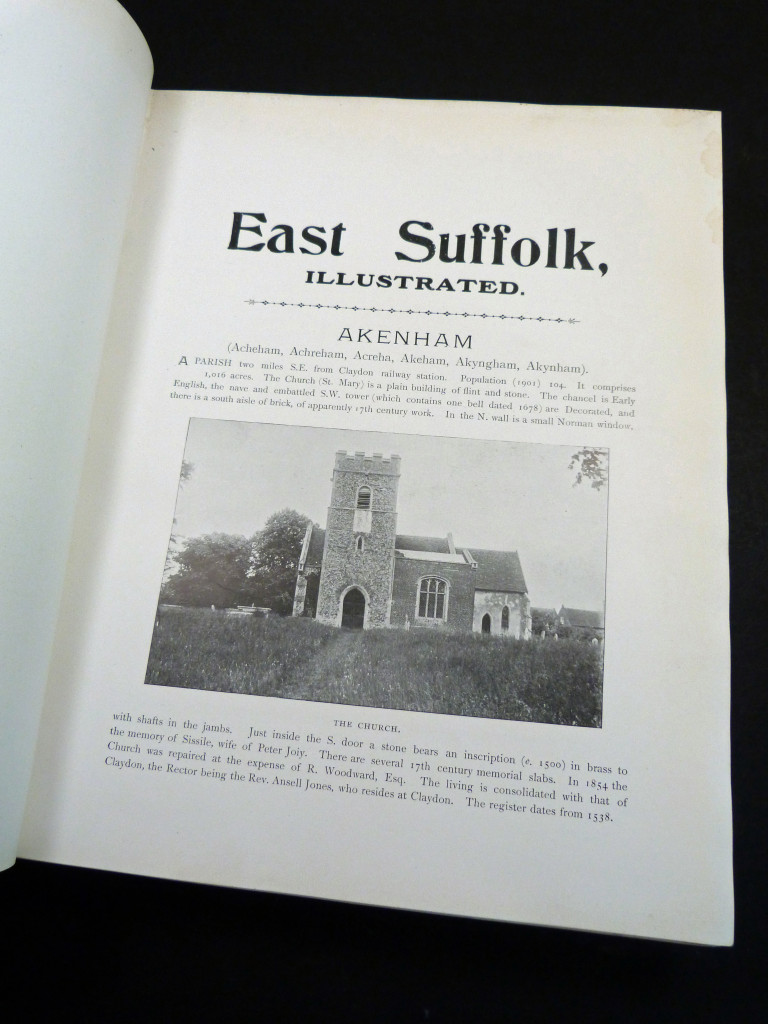 East Suffolk,
ILLUSTRATED.
AKENHAM
(Acheham, Achreham, Acreha, Akeham, Akyngham, Akynham).
A PARISH two miles S.E. from Claydon railway station. Population (1901) 104. It comprises
1,016 acres. The Church (St. Mary) is a plain building of flint and stone. The chancel is Early
English, the nave and embattled S.W. tower (which contains one bell dated 1678) are Decorated, and
there is a south aisle of brick, of apparently 17th century work. In the N. wall is a small Norman window,
THE CHURCH.
with shafts in the jambs. Just inside the S. door a stone bears an inscription (c. 1500) in brass to
the memory of Sissile, wife of Peter Joiy. There are several 17th century memorial slabs. In 1854 the
Church was repaired at the expense of R. Woodward, Esq. The living is consolidated with that of
Claydon, the Rector being the Rev. Ansell Jones, who resides at Claydon. The register dates from 1538.